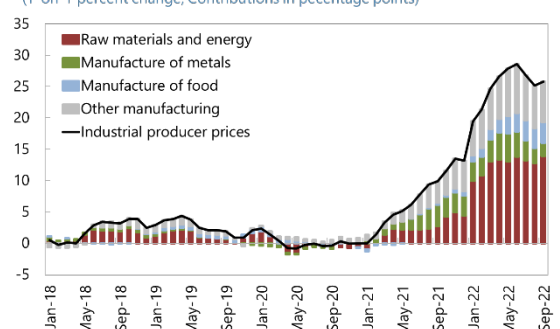 (Y-on-Y percent change; Contributions in pecentage points)
35
30
25
20
15
10
5
0
-5
Raw materials and energy
Manufacture of metals
Manufacture of food
Other manufacturing
Industrial producer prices
Jan-18
May-18
Sep-18
Jan-19
May-19
Sep-19
Jan-20
May-20
Sep-20
Jan-21
May-21
Sep-21
Jan-22
May-22
Sep-22